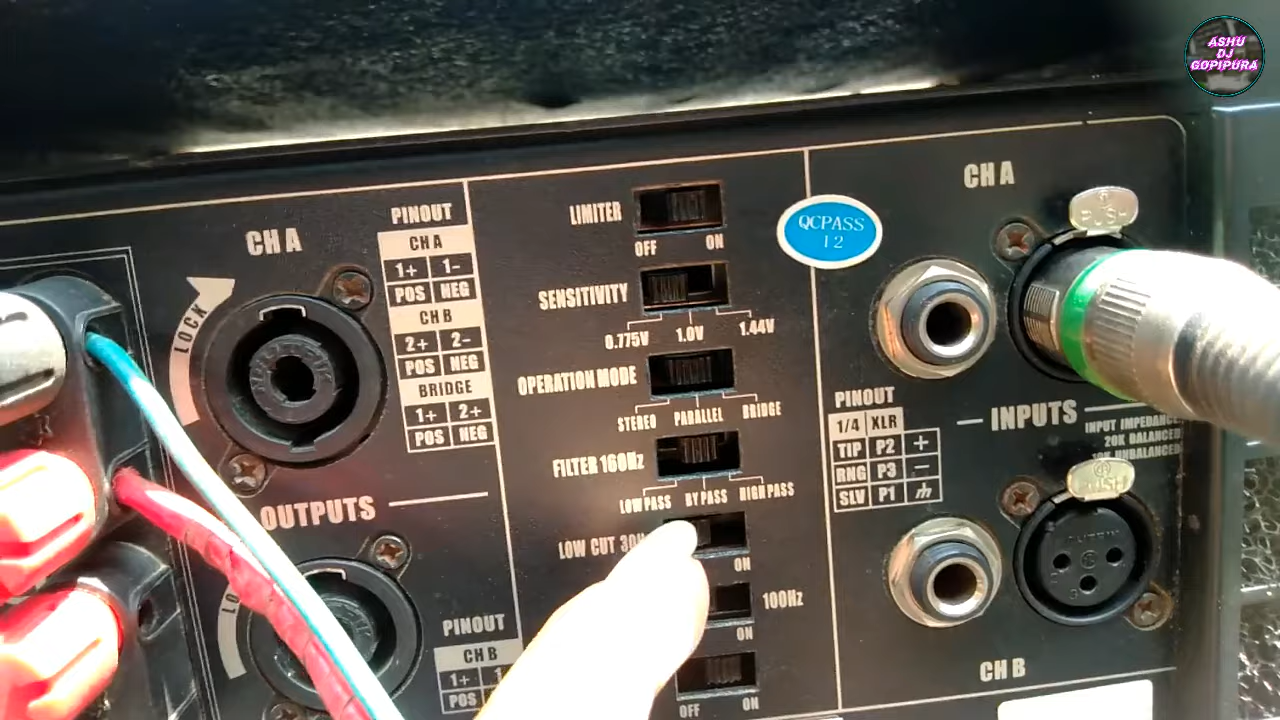 ASHU
DJ
GOPIPURA
CH A
LOCK
PINOUT
CH A
1+ 1-
POS NEG
CH B
2+ 2-
POS NEG
BRIDGE
1+ 2+
POS NEG
OUTPUTS
PINOUT
CH B
1+
POS
LIMITER
OFF ON
SENSITIVITY
0.775V 1.0V 1.44V
OPERATION MODE
STEREO PARALLEL BRIDGE
FILTER 160Hz
LOW PASS BY PASS HIGH PASS
LOW CUT
ON
100Hz
ON
OFF ON
QCPASS
12
CH A
PUSH
PINOUT
1/4 XLR
TIP P2 +
RNG P3 -
SLV P1
INPUTS
INPUT IMPEDANCE
20K BALANCED
10K UNBALANCED
PUSH
CH B